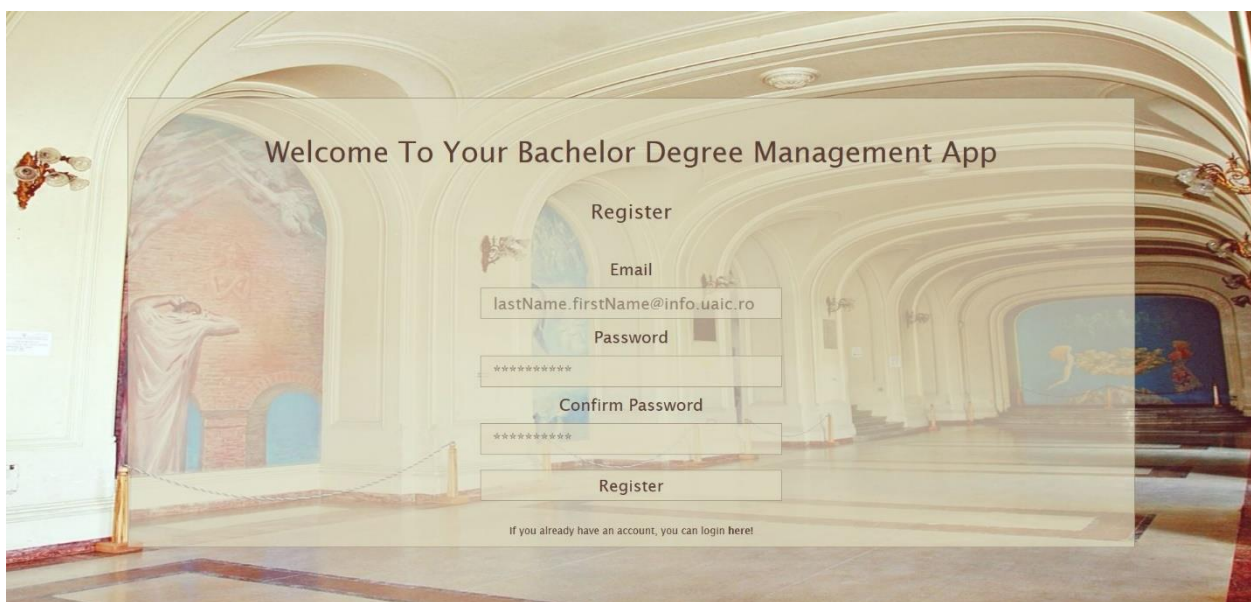 Welcome To Your Bachelor Degree Management App
Register
Email
lastName.firstName@info.uaic.ro
Password
**********
Confirm Password
**********
Register
If you already have an account, you can login here!